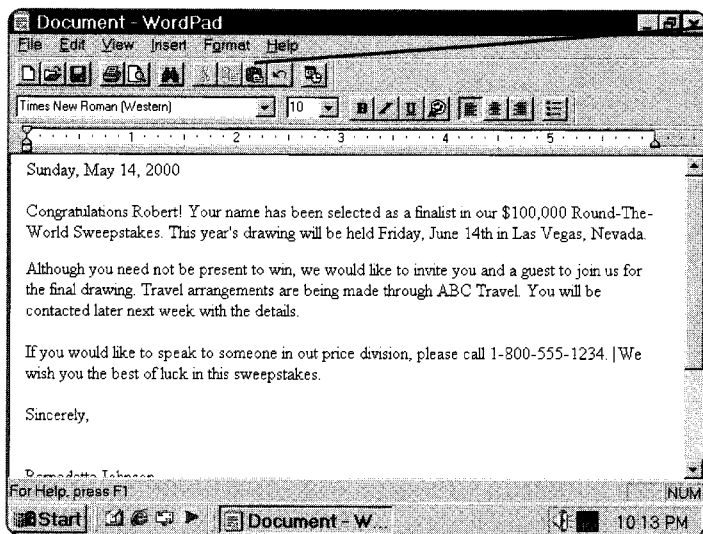 Document - WordPad
File Edit View Insert Format Help
Times New Roman (Western) 10 B / U
1 2 3 4 5
Sunday, May 14, 2000
Congratulations Robert! Your name has been selected as a finalist in our $100,000 Round-The-
World Sweepstakes. This year's drawing will be held Friday, June 14th in Las Vegas, Nevada.
Although you need not be present to win, we would like to invite you and a guest to join us for
the final drawing. Travel arrangements are being made through ABC Travel. You will be
contacted later next week with the details.
If you would like to speak to someone in out price division, please call 1-800-555-1234. We
wish you the best of luck in this sweepstakes.
Sincerely,
For Help, press F1 NUM
Start Document - W... 10:13 PM